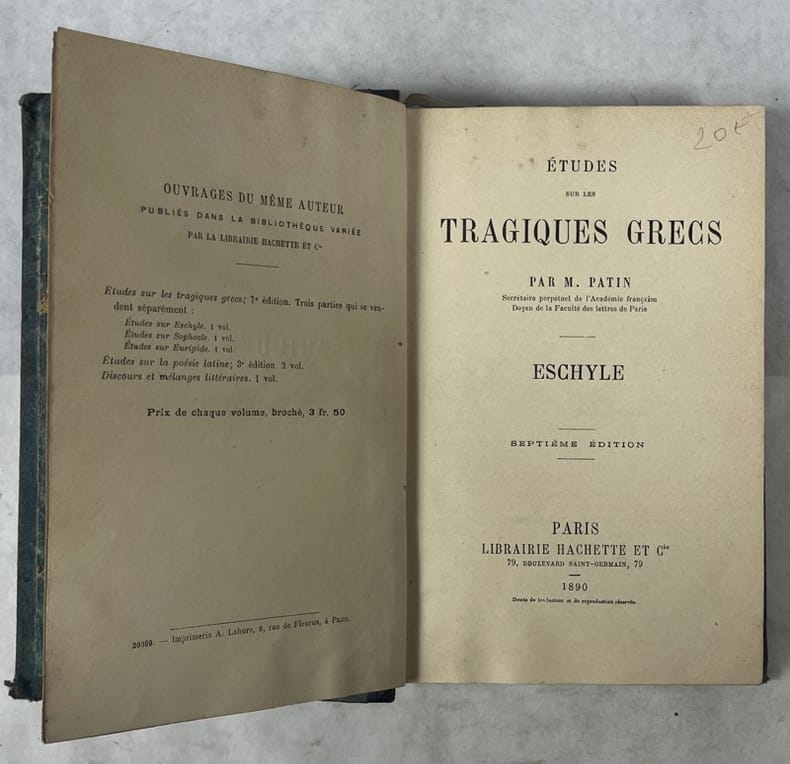 OUVRAGES DU MÊME AUTEUR
PUBLIÉS DANS LA BIBLIOTHÈQUE VARIÉE
PAR LA LIBRAIRIE HACHETTE ET Cie
Études sur les tragiques grecs; 7e édition. Trois parties qui se ven-
dent séparément :
Études sur Eschyle. 1 vol.
Études sur Sophocle. 1 vol.
Études sur Euripide. 1 vol.
Études sur la poésie latine; 3e édition. 2 vol.
Discours et mélanges littéraires. 1 vol.
Prix de chaque volume, broché, 3 fr. 50
20399. — Imprimerie A. Lahure, 9, rue de Fleurus, à Paris.
20€
ÉTUDES
SUR LES
TRAGIQUES GRECS
PAR M. PATIN
Secrétaire perpétuel de l'Académie française
Doyen de la Faculté des lettres de Paris
ESCHYLE
SEPTIÈME ÉDITION
PARIS
LIBRAIRIE HACHETTE ET Cie
79, BOULEVARD SAINT-GERMAIN, 79
1890
Droits de traduction et de reproduction réservés.